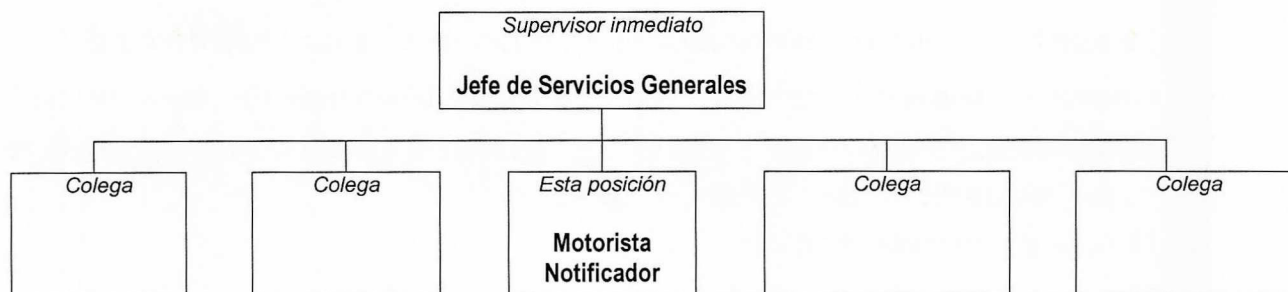 Supervisor inmediato
Jefe de Servicios Generales
Colega
Colega
Esta posición
Motorista
Notificador
Colega
Colega